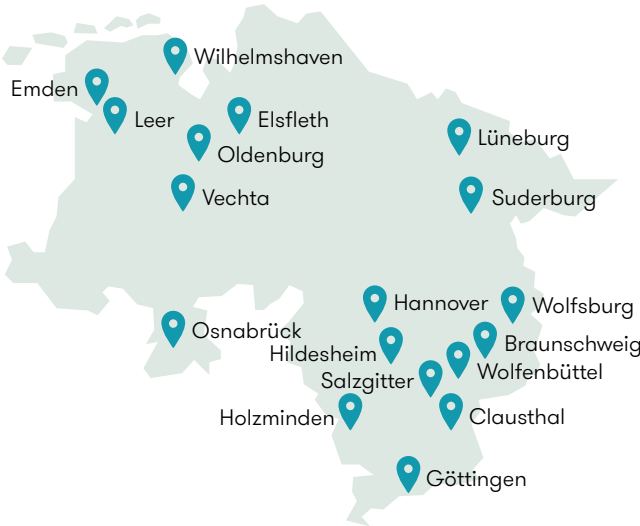 Wilhelmshaven
Emden
Leer
Elsfleth
Oldenburg
Lüneburg
Vechta
Suderburg
Hannover
Wolfsburg
Osnabrück
Braunschweig
Hildesheim
Wolfenbüttel
Salzgitter
Holzminden
Clausthal
Göttingen